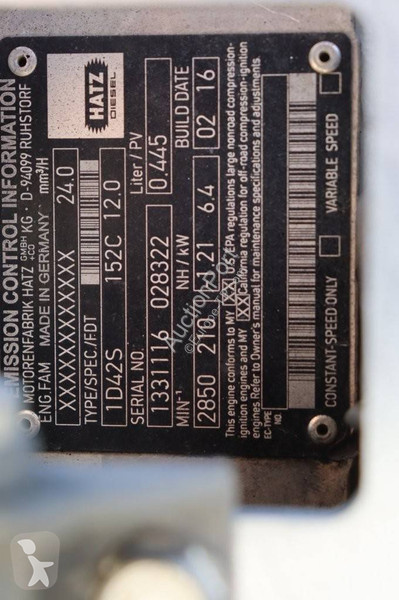 EMISSION CONTROL INFORMATION
MOTORENFABRIK HATZ GMBH +CO KG · D-94099 RUHSTORF
ENG.FAM MADE IN GERMANY mm³/H
XXXXXXXXXXXX 24.0
HATZ
DIESEL
TYPE/SPEC./FDT Liter / PV
1D42S 152C 12.0 0.445
SERIAL NO. BUILD DATE
1331116 028322 02 16
MIN⁻¹ NH / kW
2850 210 6.4
This engine conforms to MY XX US/EPA regulations large nonroad compression-
ignition engines and MY XX California regulation for off-road compression-ignition
engines Refer to Owner's manual for maintenance specifications and adjustments.
EC-TYPE
NO.
CONSTANT-SPEED ONLY VARIABLE SPEED